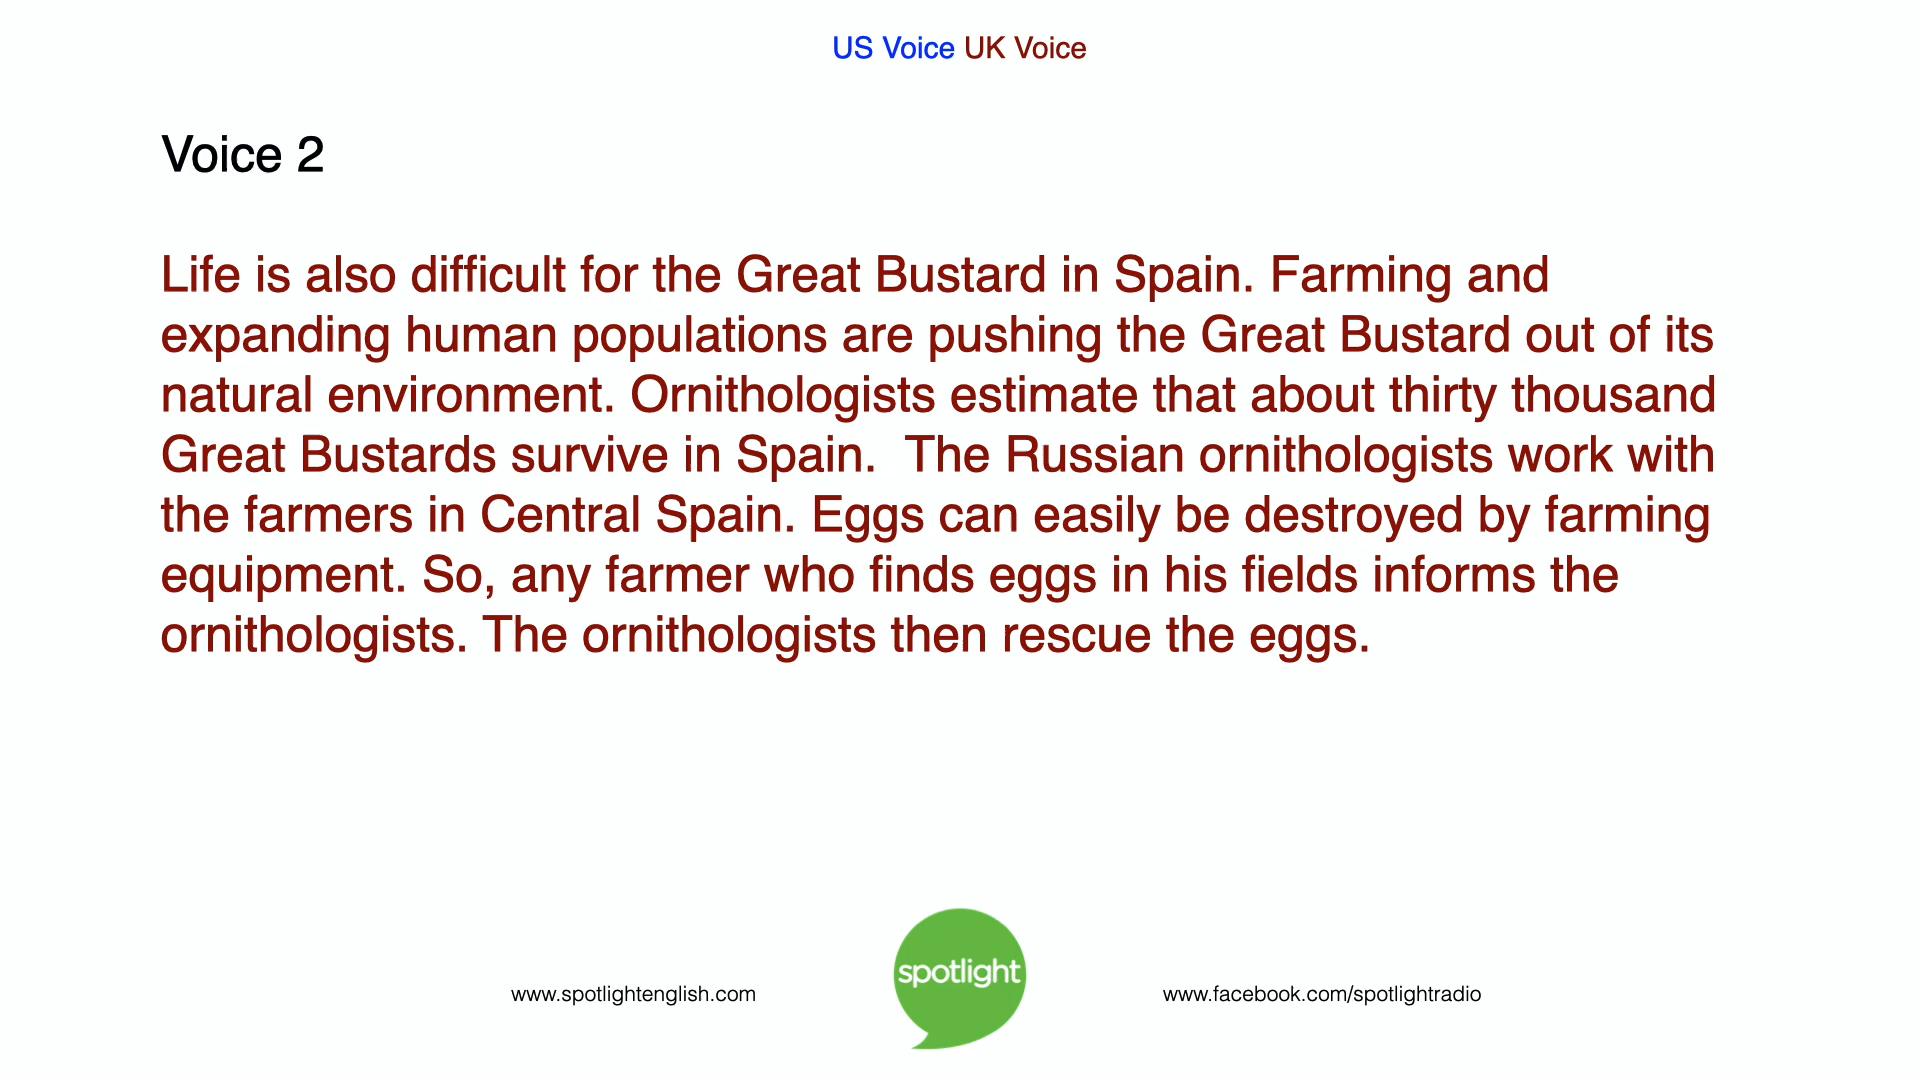 US Voice UK Voice
Voice 2
Life is also difficult for the Great Bustard in Spain. Farming and
expanding human populations are pushing the Great Bustard out of its
natural environment. Ornithologists estimate that about thirty thousand
Great Bustards survive in Spain.  The Russian ornithologists work with
the farmers in Central Spain. Eggs can easily be destroyed by farming
equipment. So, any farmer who finds eggs in his fields informs the
ornithologists. The ornithologists then rescue the eggs.
spotlight
www.spotlightenglish.com
www.facebook.com/spotlightradio